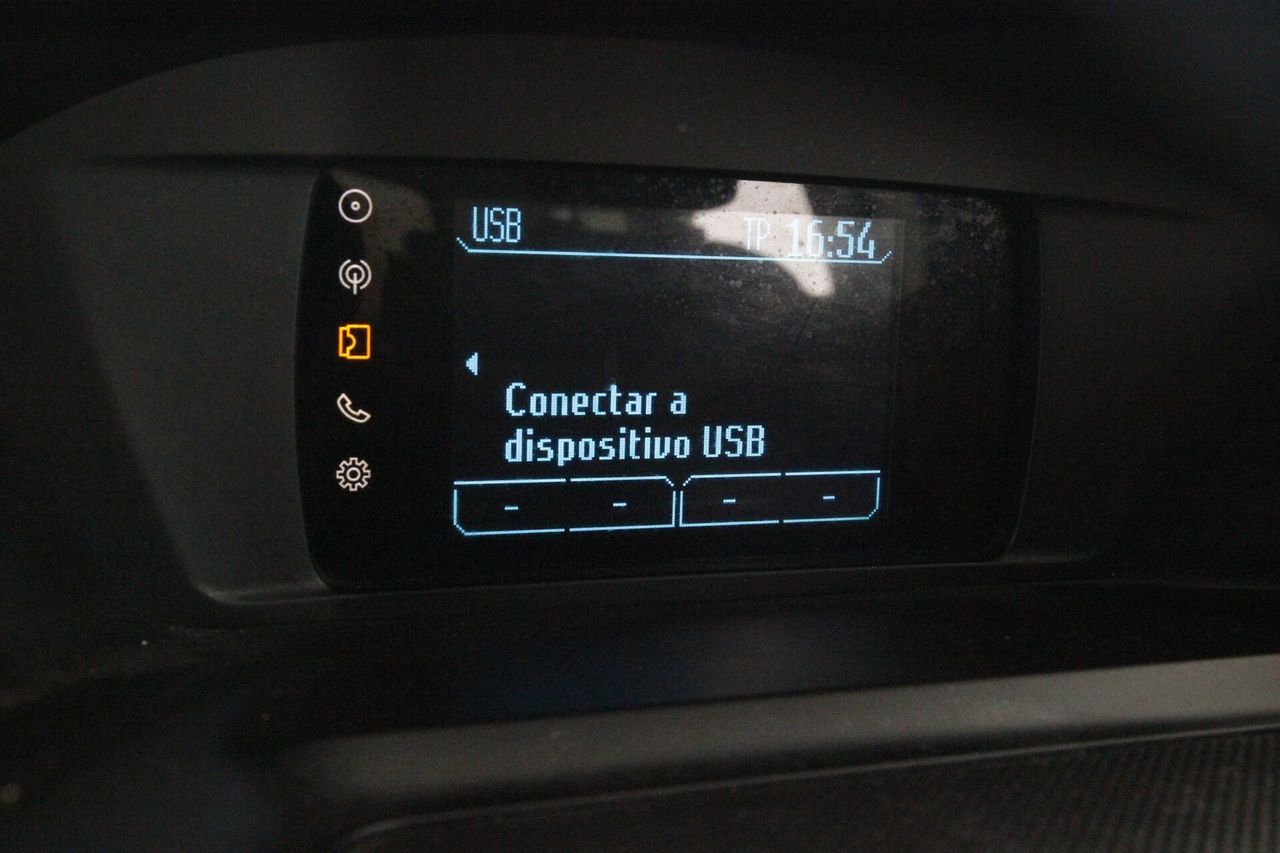 USB TP 16:54
Conectar a
dispositivo USB
- - - -